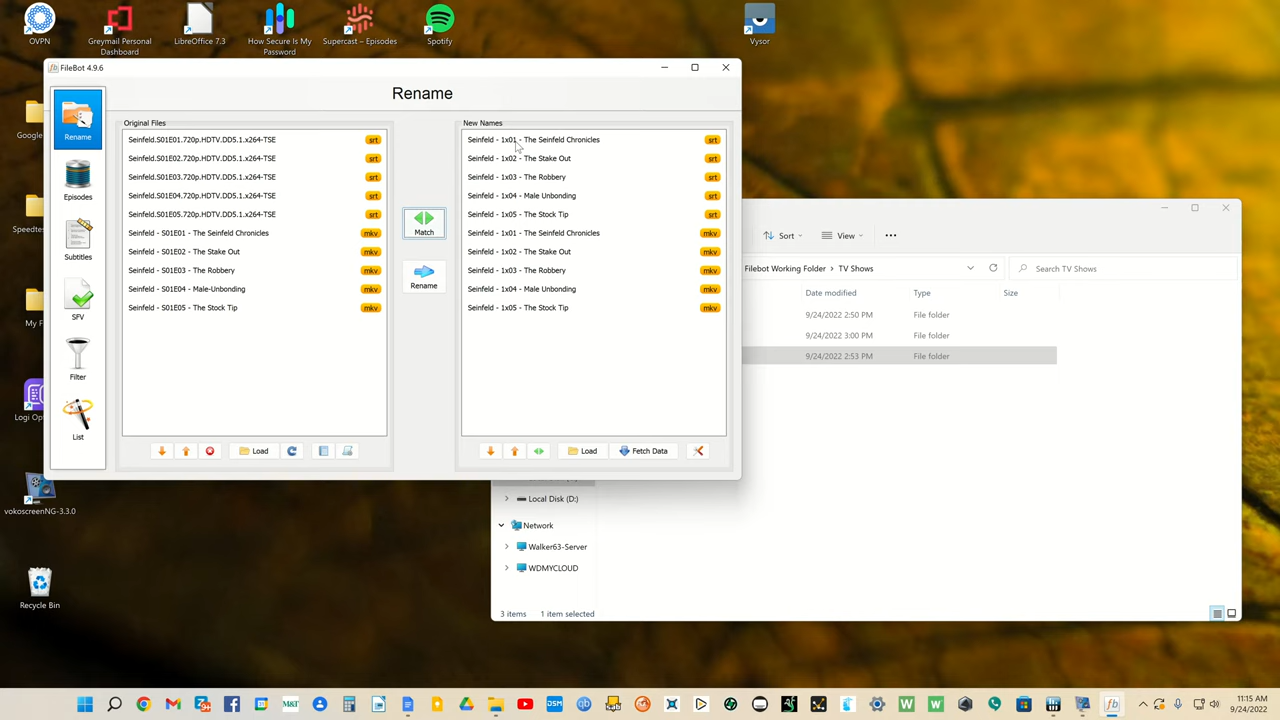 OVPN
Greymail Personal
Dashboard
LibreOffice 7.3
How Secure Is My
Password
Supercast – Episodes
Spotify
Vysor
FileBot 4.9.6
Rename
Rename
Episodes
Subtitles
SFV
Filter
List
Original Files
Seinfeld.S01E01.720p.HDTV.DD5.1.x264-TSE srt
Seinfeld.S01E02.720p.HDTV.DD5.1.x264-TSE srt
Seinfeld.S01E03.720p.HDTV.DD5.1.x264-TSE srt
Seinfeld.S01E04.720p.HDTV.DD5.1.x264-TSE srt
Seinfeld.S01E05.720p.HDTV.DD5.1.x264-TSE srt
Seinfeld - S01E01 - The Seinfeld Chronicles mkv
Seinfeld - S01E02 - The Stake Out mkv
Seinfeld - S01E03 - The Robbery mkv
Seinfeld - S01E04 - Male-Unbonding mkv
Seinfeld - S01E05 - The Stock Tip mkv
Load
Match
Rename
New Names
Seinfeld - 1x01 - The Seinfeld Chronicles srt
Seinfeld - 1x02 - The Stake Out srt
Seinfeld - 1x03 - The Robbery srt
Seinfeld - 1x04 - Male Unbonding srt
Seinfeld - 1x05 - The Stock Tip srt
Seinfeld - 1x01 - The Seinfeld Chronicles mkv
Seinfeld - 1x02 - The Stake Out mkv
Seinfeld - 1x03 - The Robbery mkv
Seinfeld - 1x04 - Male Unbonding mkv
Seinfeld - 1x05 - The Stock Tip mkv
Load Fetch Data
Sort View
Filebot Working Folder > TV Shows
Search TV Shows
Date modified Type Size
9/24/2022 2:50 PM File folder
9/24/2022 3:00 PM File folder
9/24/2022 2:53 PM File folder
Local Disk (D:)
Network
Walker63-Server
WDMYCLOUD
3 items 1 item selected
Google
Speedte
My F
Logi Op
vokoscreenNG-3.3.0
Recycle Bin
M&T
DSM
qb
W
W
fb
11:15 AM
9/24/2022